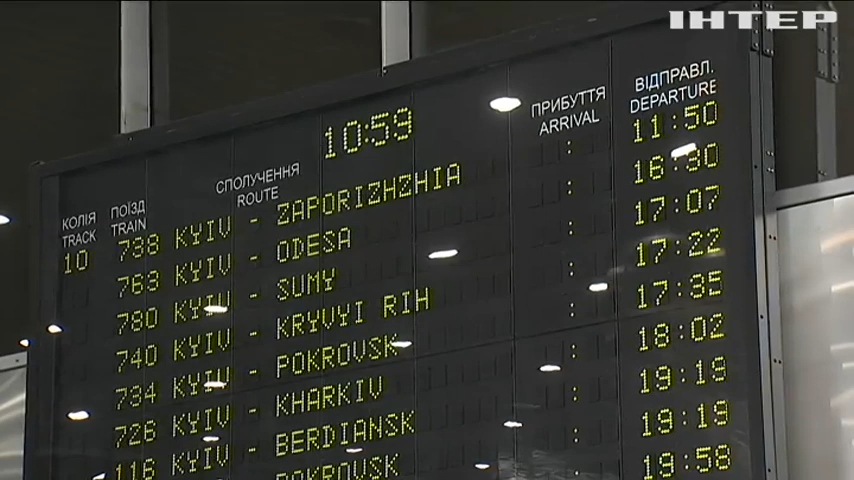 ІНТЕР
10:59
КОЛІЯ ПОЇЗД СПОЛУЧЕННЯ ПРИБУТТЯ ВІДПРАВЛ.
TRACK TRAIN ROUTE ARRIVAL DEPARTURE
10 738 KYIV - ZAPORIZHZHIA : 11:50
763 KYIV - ODESA : 16:30
780 KYIV - SUMY : 17:07
740 KYIV - KRYVYI RIH : 17:22
734 KYIV - POKROVSK : 17:35
726 KYIV - KHARKIV : 18:02
116 KYIV - BERDIANSK : 19:19
POKROVSK 19:19
19:58